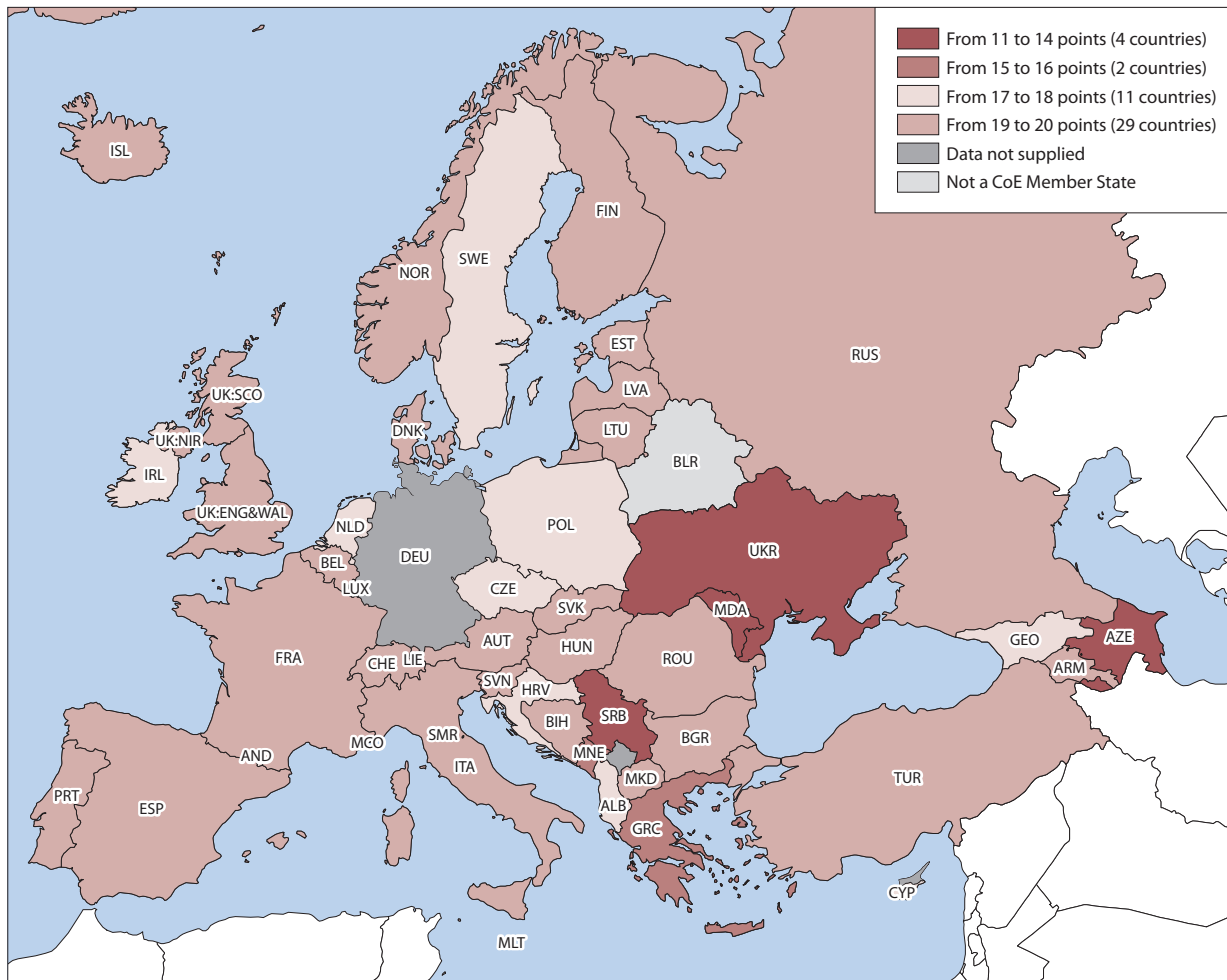 From 11 to 14 points (4 countries)
From 15 to 16 points (2 countries)
From 17 to 18 points (11 countries)
From 19 to 20 points (29 countries)
Data not supplied
Not a CoE Member State
ISL
FIN
SWE
NOR
EST
RUS
LVA
UK:SCO
LTU
DNK
UK:NIR
BLR
IRL
UK:ENG&WAL
NLD
POL
DEU
UKR
BEL
LUX
CZE
SVK
MDA
AUT
HUN
GEO
AZE
FRA
CHE
LIE
ROU
ARM
SVN
HRV
SRB
BIH
SMR
BGR
MCO
MNE
AND
ITA
MKD
TUR
PRT
ESP
ALB
GRC
CYP
MLT